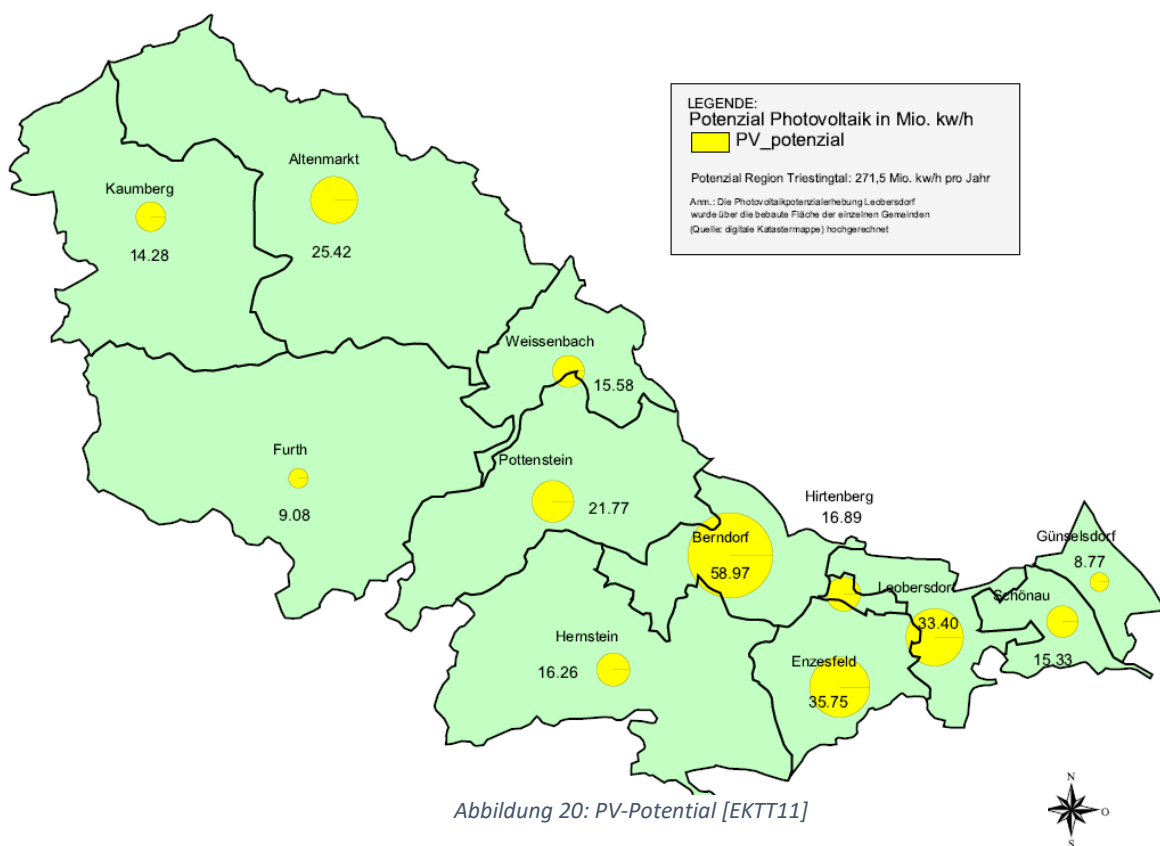 LEGENDE:
Potenzial Photovoltaik in Mio. kw/h
PV_potenzial
Potenzial Region Triestingtal: 271,5 Mio. kw/h pro Jahr
Anm.: Die Photovoltaikpotenzialerhebung Leobersdorf
wurde über die bebaute Fläche der einzelnen Gemeinden
(Quelle: digitale Katastermappe) hochgerechnet
Altenmarkt
25.42
Kaumberg
14.28
Weissenbach
15.58
Furth
9.08
Pottenstein
21.77
Hirtenberg
16.89
Berndorf
58.97
Günselsdorf
8.77
Leobersdorf
33.40
Schönau
15.33
Hernstein
16.26
Enzesfeld
35.75
N
O
S
Abbildung 20: PV-Potential [EKTT11]